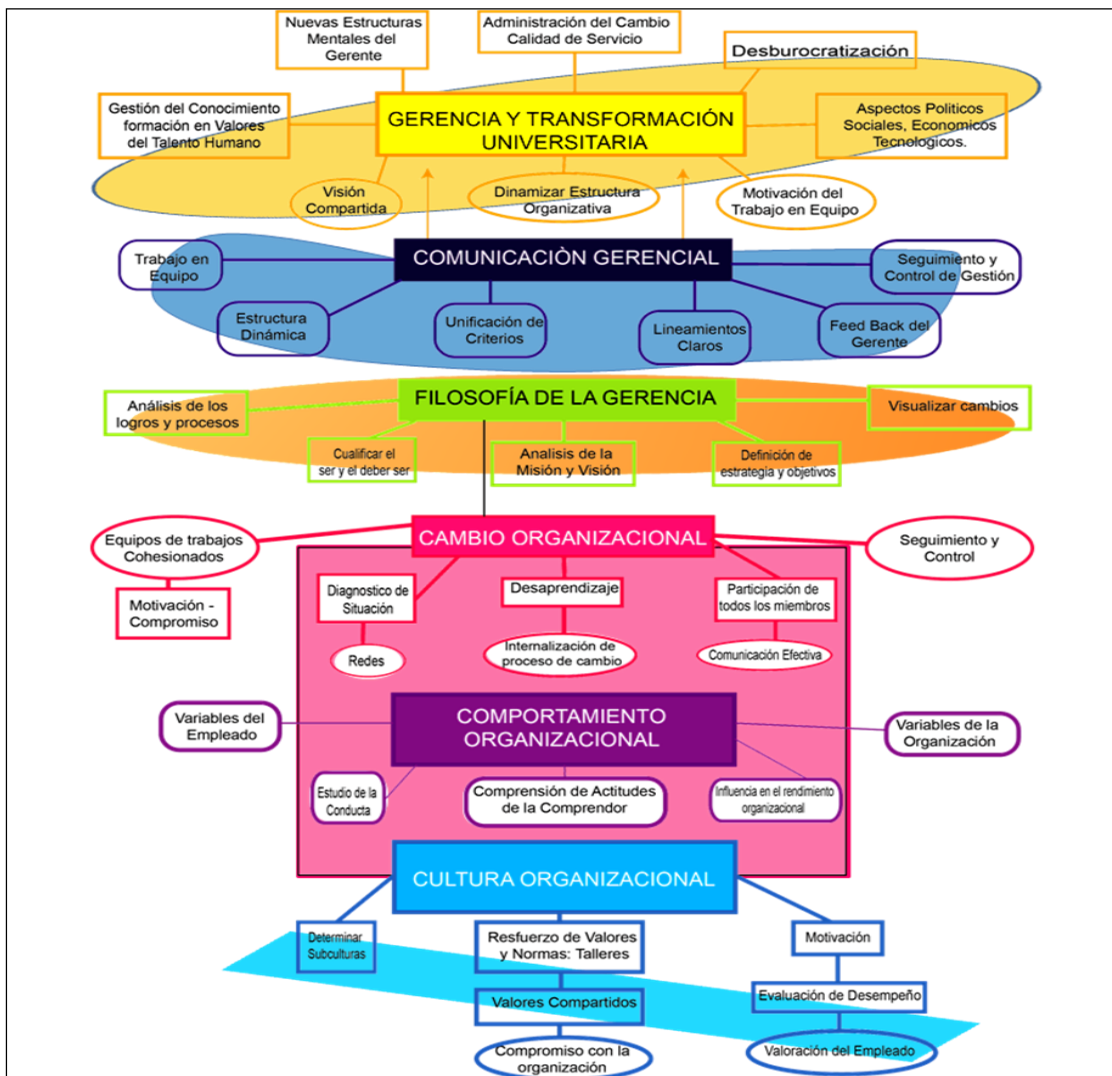 Nuevas Estructuras
Mentales del
Gerente
Administración del Cambio
Calidad de Servicio
Desburocratización
Gestión del Conocimiento
formación en Valores
del Talento Humano
GERENCIA Y TRANSFORMACIÓN
UNIVERSITARIA
Aspectos Politicos
Sociales, Economicos
Tecnologicos.
Visión
Compartida
Dinamizar Estructura
Organizativa
Motivación del
Trabajo en Equipo
COMUNICACIÒN GERENCIAL
Trabajo en
Equipo
Seguimiento y
Control de Gestión
Estructura
Dinámica
Unificación de
Criterios
Lineamientos
Claros
Feed Back del
Gerente
FILOSOFÍA DE LA GERENCIA
Análisis de los
logros y procesos
Visualizar cambios
Cualificar el
ser y el deber ser
Analisis de la
Misión y Visión
Definición de
estrategia y objetivos
CAMBIO ORGANIZACIONAL
Equipos de trabajos
Cohesionados
Seguimiento y
Control
Motivación -
Compromiso
Diagnostico de
Situación
Desaprendizaje
Participación de
todos los miembros
Redes
Internalización de
proceso de cambio
Comunicación Efectiva
COMPORTAMIENTO
ORGANIZACIONAL
Variables del
Empleado
Variables de la
Organización
Estudio de la
Conducta
Comprensión de Actitudes
de la Comprendor
Influencia en el rendimiento
organizacional
CULTURA ORGANIZACIONAL
Determinar
Subculturas
Resfuerzo de Valores
y Normas: Talleres
Motivación
Valores Compartidos
Evaluación de Desempeño
Compromiso con la
organización
Valoración del Empleado